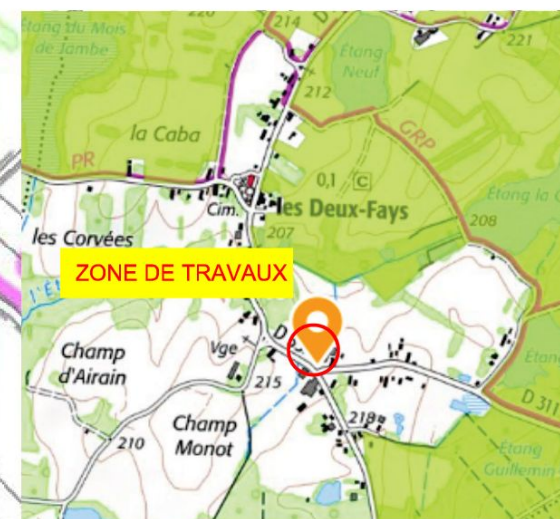 Étang du Mois
de Jambe
220
214
D
221
Étang
Neuf
212
la Caba
PR
GRP
0,1 C
Cim.
les Deux-Fays
207
208
les Corvées
ZONE DE TRAVAUX
D
Vge
Champ
d'Airain
215
Étang
D 311
Champ
Monot
218
210
Étang
Guillemin